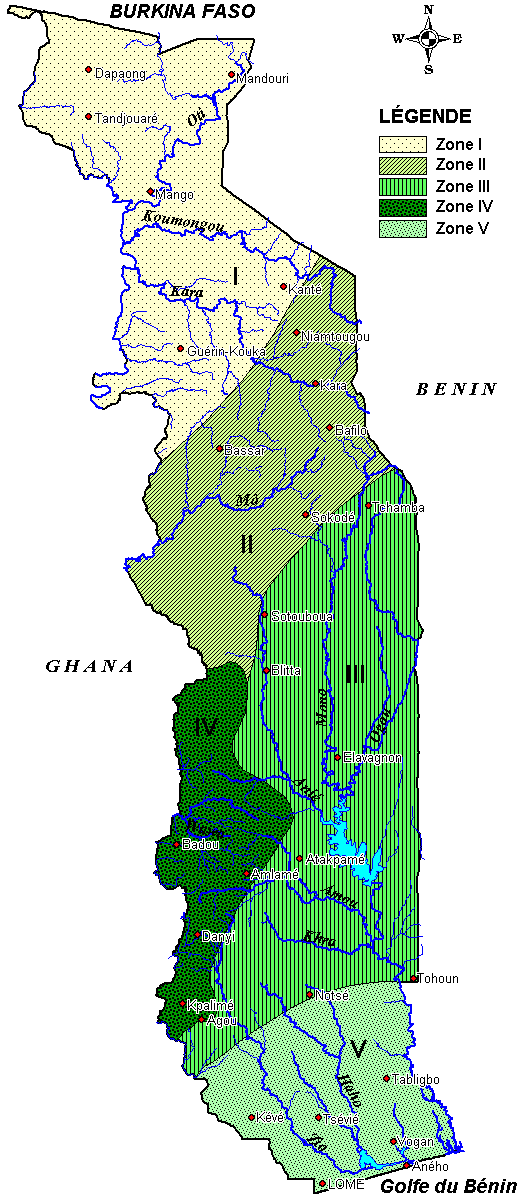 BURKINA FASO
N
W E
S
Dapaong
Mandouri
Oti
Tandjouaré
LÉGENDE
Zone I
Zone II
Zone III
Zone IV
Zone V
Mango
Koumongou
I
Kara
Kanté
Niamtougou
Guérin-Kouka
Kara
BENIN
Bafilo
Bassar
Mô
Tchamba
Sokodé
II
Sotouboua
GHANA
Blitta
III
Mono
Ogou
IV
Elavagnon
Anié
Badou
Atakpamé
Amlamé
Amou
Danyi
Khra
Tohoun
Notsè
Kpalimé
Agou
V
Tabligbo
Haho
Kévé
Tsévié
Zio
Vogan
Aného
LOME
Golfe du Bénin